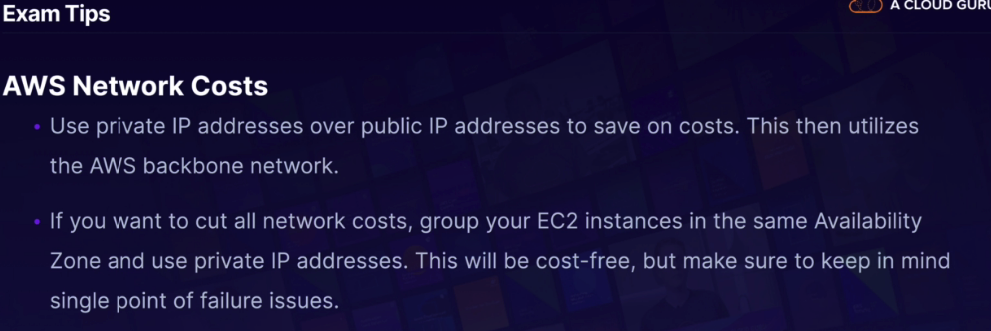 Exam Tips
A CLOUD GURU
AWS Network Costs
• Use private IP addresses over public IP addresses to save on costs. This then utilizes
the AWS backbone network.
• If you want to cut all network costs, group your EC2 instances in the same Availability
Zone and use private IP addresses. This will be cost-free, but make sure to keep in mind
single point of failure issues.